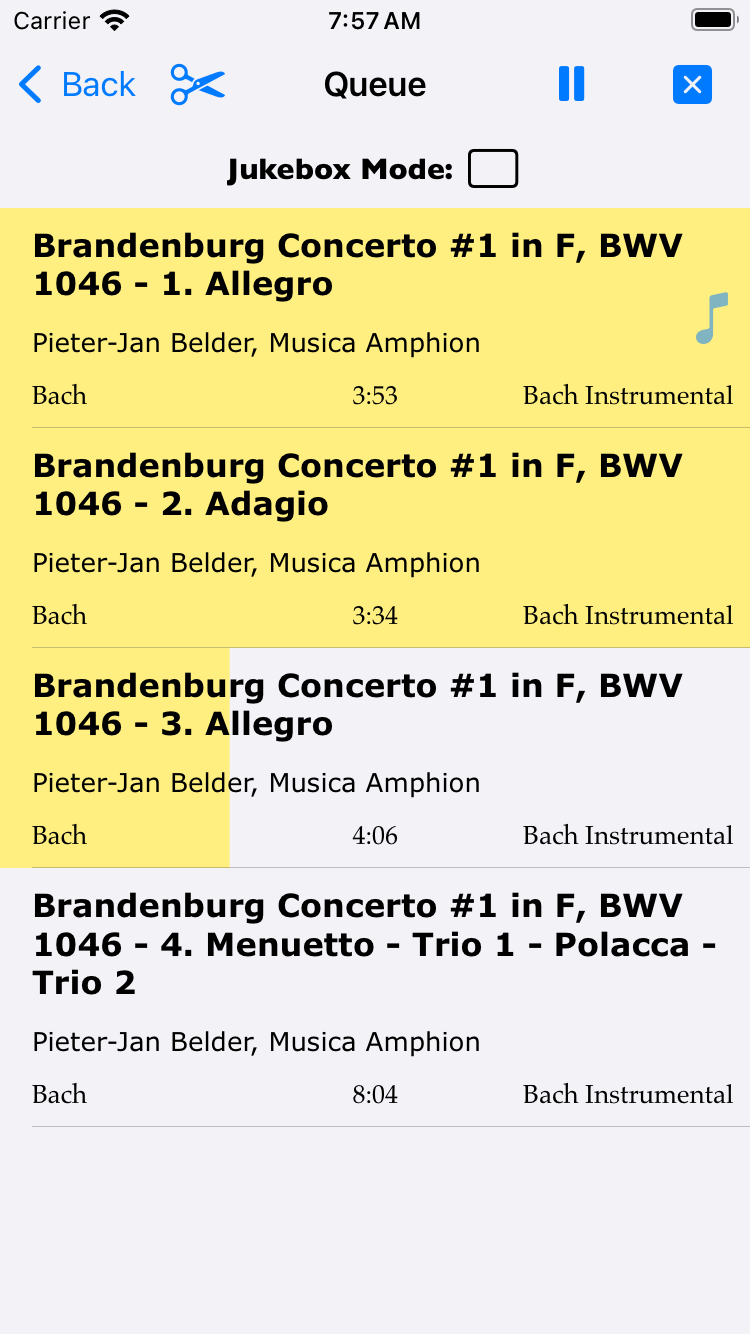 Carrier 7:57 AM
Back Queue
Jukebox Mode:
Brandenburg Concerto #1 in F, BWV
1046 - 1. Allegro
Pieter-Jan Belder, Musica Amphion
Bach 3:53 Bach Instrumental
Brandenburg Concerto #1 in F, BWV
1046 - 2. Adagio
Pieter-Jan Belder, Musica Amphion
Bach 3:34 Bach Instrumental
Brandenburg Concerto #1 in F, BWV
1046 - 3. Allegro
Pieter-Jan Belder, Musica Amphion
Bach 4:06 Bach Instrumental
Brandenburg Concerto #1 in F, BWV
1046 - 4. Menuetto - Trio 1 - Polacca -
Trio 2
Pieter-Jan Belder, Musica Amphion
Bach 8:04 Bach Instrumental